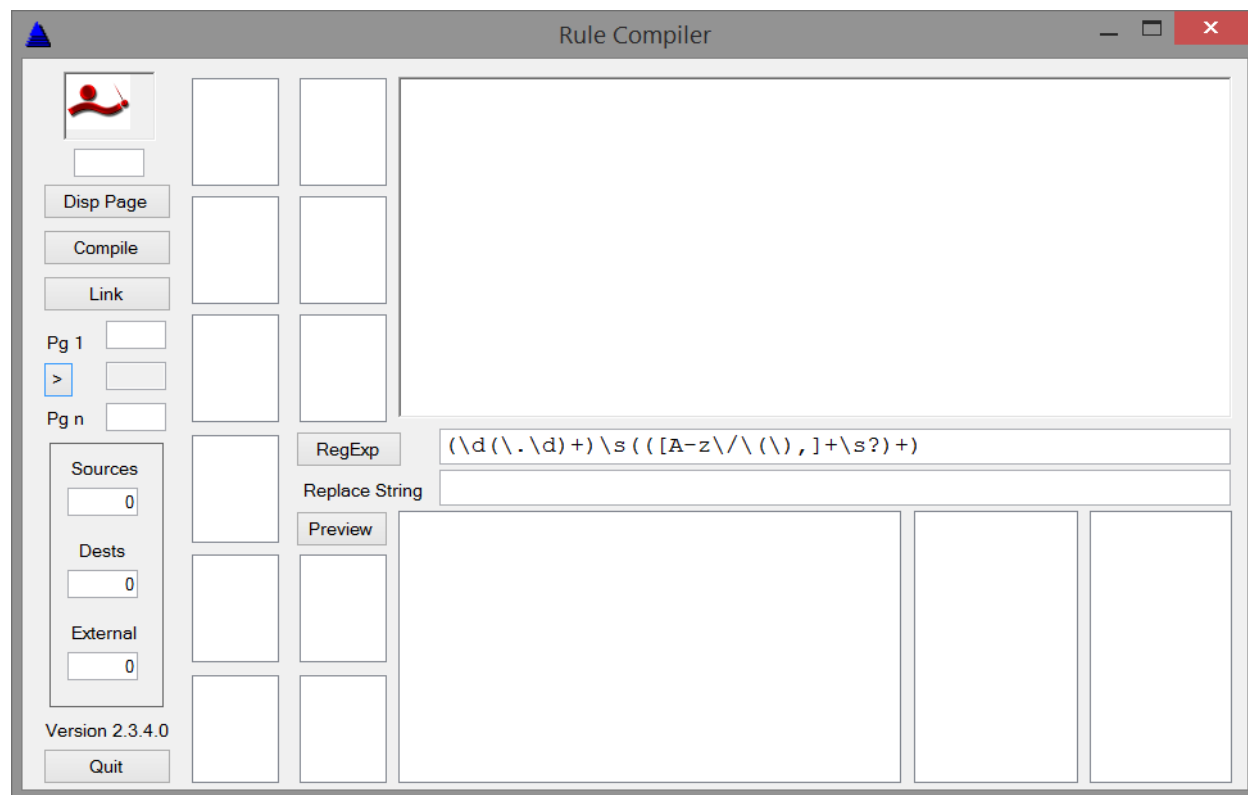 Rule Compiler
Disp Page
Compile
Link
Pg 1
>
Pg n
RegExp
(\d(\.\d)+)\s(([A-z\/\(\),]+\s?)+)
Sources
0
Replace String
Preview
Dests
0
External
0
Version 2.3.4.0
Quit